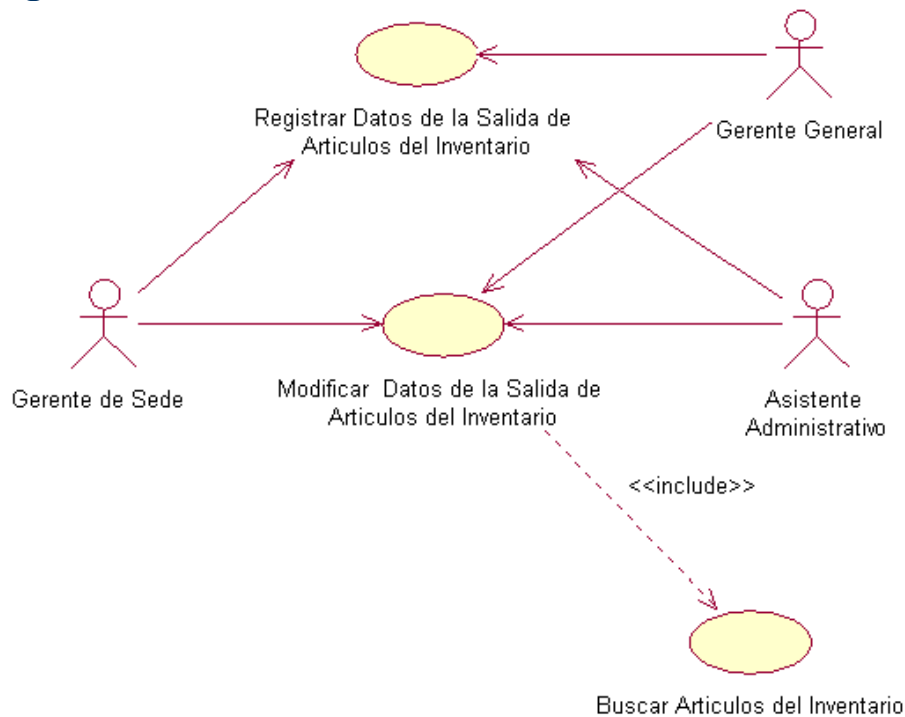 Registrar Datos de la Salida de
Articulos del Inventario
Gerente General
Gerente de Sede
Modificar Datos de la Salida de
Articulos del Inventario
Asistente
Administrativo
<<include>>
Buscar Articulos del Inventario